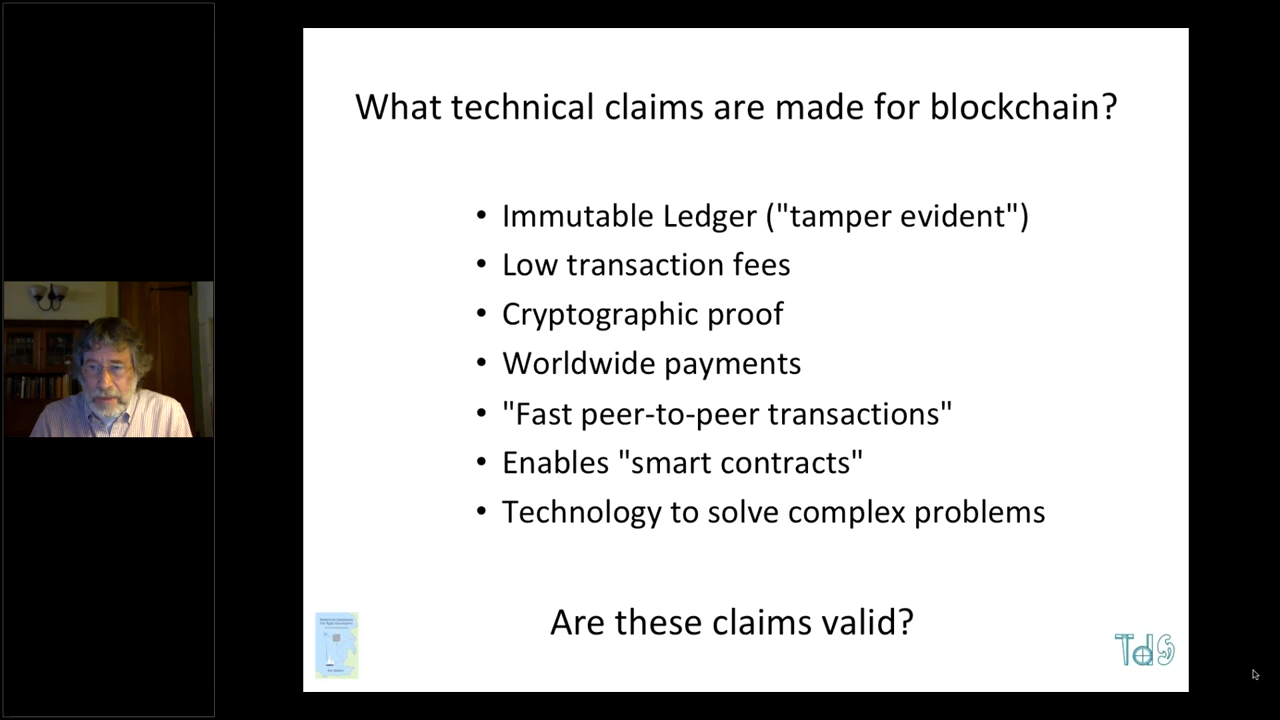 What technical claims are made for blockchain?
• Immutable Ledger ("tamper evident")
• Low transaction fees
• Cryptographic proof
• Worldwide payments
• "Fast peer-to-peer transactions"
• Enables "smart contracts"
• Technology to solve complex problems
Are these claims valid?
TdS